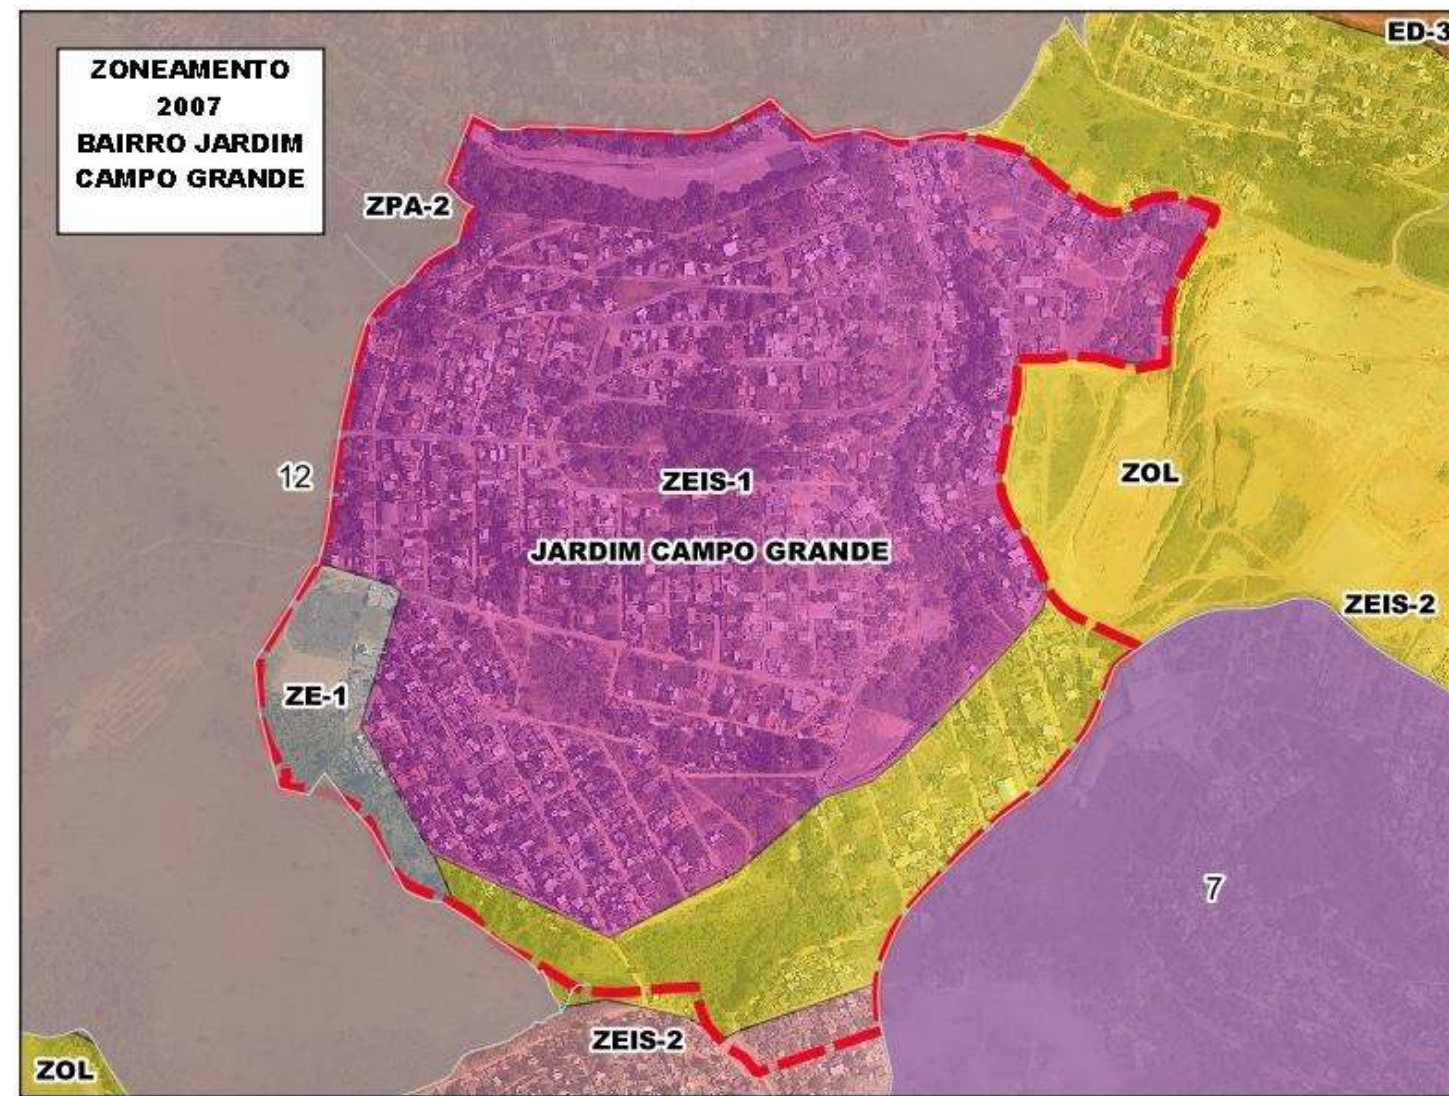 ED-3
ZONEAMENTO
2007
BAIRRO JARDIM
CAMPO GRANDE
ZPA-2
12
ZEIS-1
ZOL
JARDIM CAMPO GRANDE
ZEIS-2
ZE-1
7
ZEIS-2
ZOL